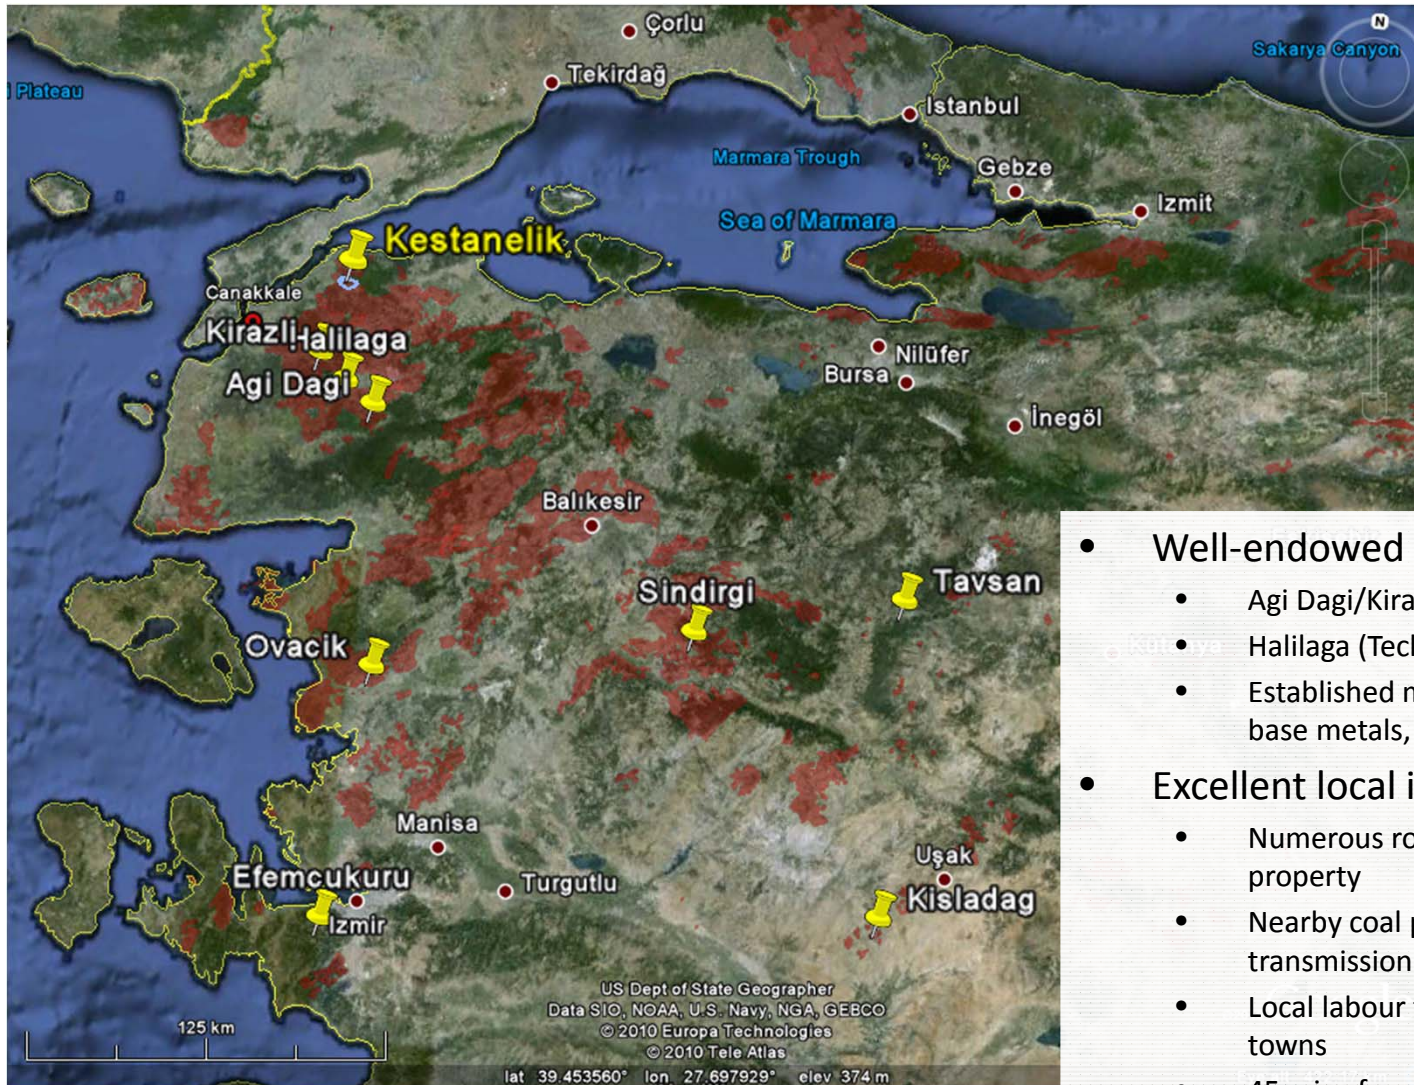 Çorlu
Sakarya Canyon
N
Tekirdağ
Plateau
Istanbul
Marmara Trough
Gebze
Izmit
Sea of Marmara
Kestanelik
Canakkale
Kirazli
Halilaga
Nilüfer
Bursa
Agi Dagi
İnegöl
Balıkesir
Tavsan
Sindirgi
Ovacik
Manisa
Uşak
Efemcukuru
Turgutlu
Kisladag
Izmir
US Dept of State Geographer
Data SIO, NOAA, U.S. Navy, NGA, GEBCO
© 2010 Europa Technologies
© 2010 Tele Atlas
125 km
lat 39.453560° lon 27.697929° elev 374 m
• Well-endowed
• Agi Dagi/Kira
• Halilaga (Tec
• Established
base metals,
• Excellent local
• Numerous
property
• Nearby coal
transmission
• Local labour
towns